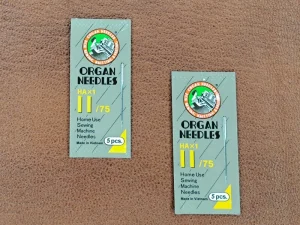 ORGAN
NEEDLES
HA×1
11/75
Home Use
Sewing
Machine
Needles
Made in Vietnam
5 pcs.
ORGAN
NEEDLES
HA×1
11/75
Home Use
Sewing
Machine
Needles
Made in Vietnam
5 pcs.